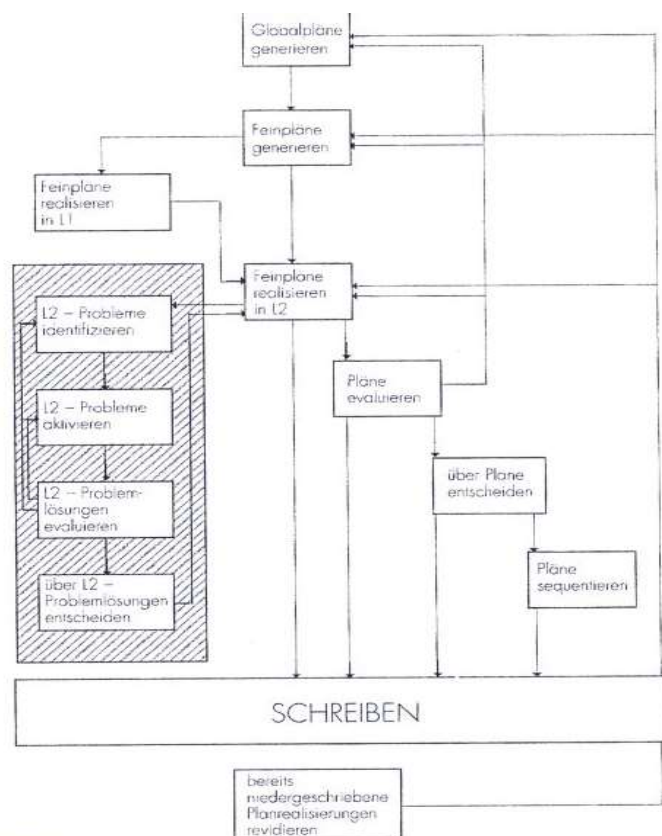 Globalpläne
generieren
Feinpläne
generieren
Feinpläne
realisieren
in L1
Feinpläne
realisieren
in L2
L2 – Probleme
identifizieren
Pläne
evaluieren
L2 – Probleme
aktivieren
über Pläne
entscheiden
L2 – Problem-
lösungen
evaluieren
Pläne
sequentieren
über L2 –
Problemlösungen
entscheiden
SCHREIBEN
bereits
niedergeschriebene
Planrealisierungen
revidieren